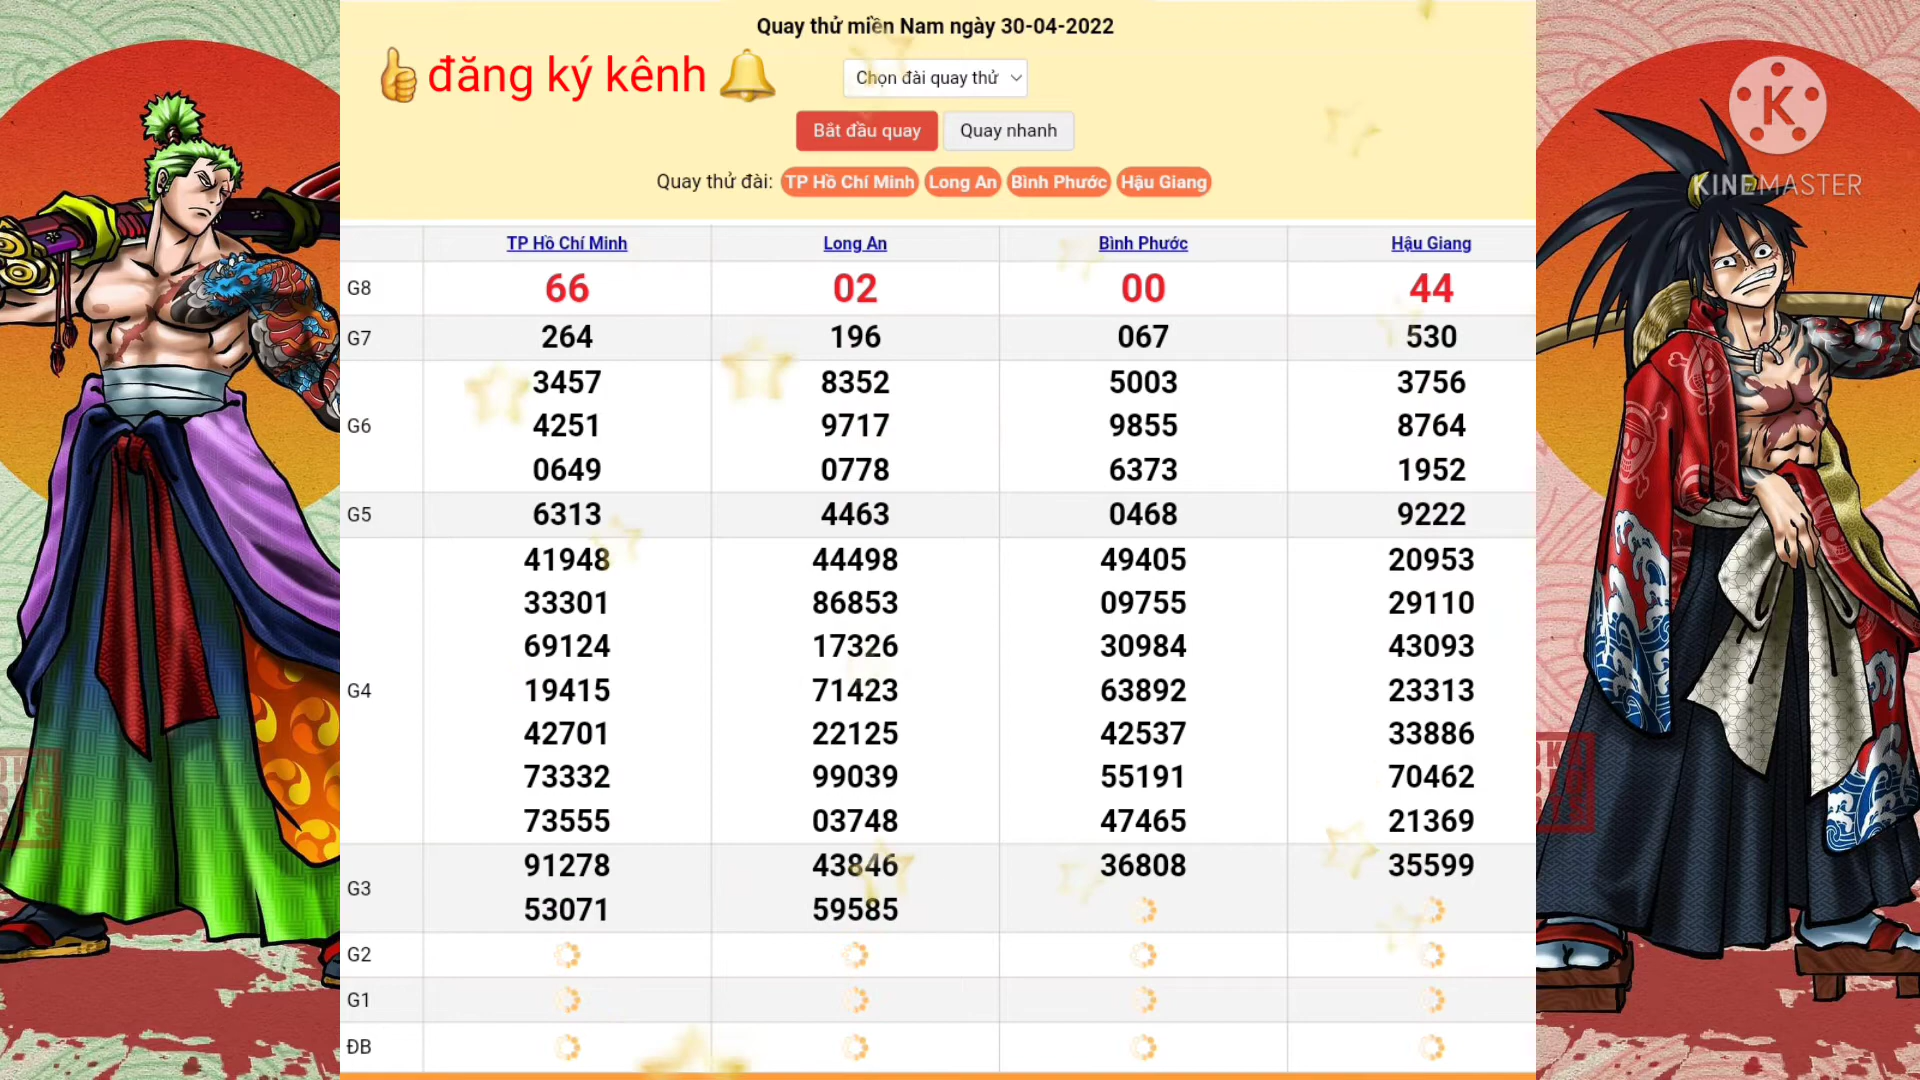 Quay thử miền Nam ngày 30-04-2022
đăng ký kênh
Chọn đài quay thử
Bắt đầu quay Quay nhanh
Quay thử đài: TP Hồ Chí Minh Long An Bình Phước Hậu Giang
K
KINEMASTER
TP Hồ Chí Minh Long An Bình Phước Hậu Giang
G8 66 02 00 44
G7 264 196 067 530
3457 8352 5003 3756
G6 4251 9717 9855 8764
0649 0778 6373 1952
G5 6313 4463 0468 9222
41948 44498 49405 20953
33301 86853 09755 29110
69124 17326 30984 43093
G4 19415 71423 63892 23313
42701 22125 42537 33886
73332 99039 55191 70462
73555 03748 47465 21369
G3 91278 43846 36808 35599
53071 59585
G2
G1
ĐB